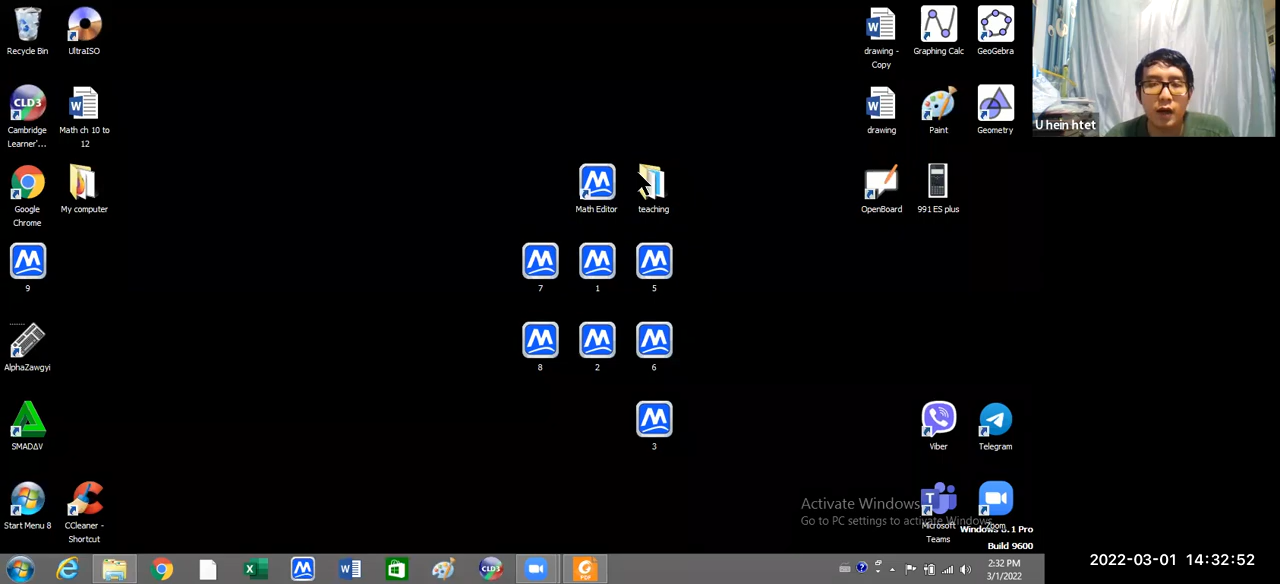 Recycle Bin
UltraISO
drawing -
Copy
Graphing Calc
GeoGebra
U hein htet
CLD3
Cambridge
Learner'...
Math ch 10 to
12
drawing
Paint
Geometry
Google
Chrome
My computer
Math Editor
teaching
OpenBoard
991 ES plus
9
7
1
5
AlphaZawgyi
8
2
6
SMADΔV
3
Viber
Telegram
Start Menu 8
CCleaner -
Shortcut
Activate Windows
Go to PC settings to activate Windows.
Microsoft
Teams
Zoom
Windows 8.1 Pro
Build 9600
CLD3
PDF
2:32 PM
3/1/2022
2022-03-01 14:32:52